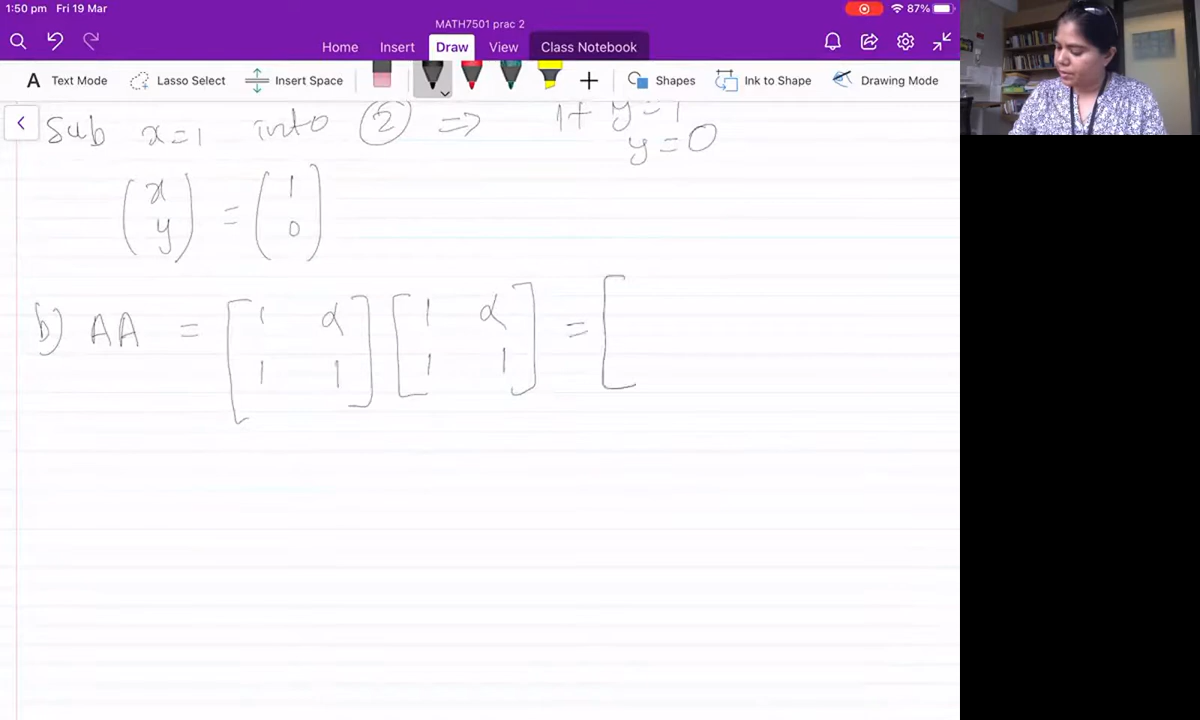 1:50 pm Fri 19 Mar
87%
MATH7501 prac 2
Home Insert Draw View Class Notebook
Text Mode Lasso Select Insert Space Shapes Ink to Shape Drawing Mode
Sub x=1 into ② => 1+ y=1
y=0
(x y) = (1 0)
b) AA = [1 α 1 1] [1 α 1 1] = [